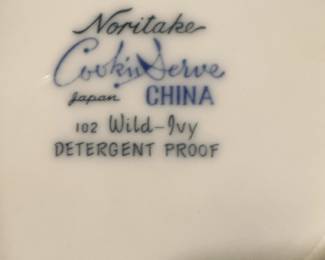 Noritake
Cook'n Serve
Japan CHINA
102 Wild-Ivy
DETERGENT PROOF